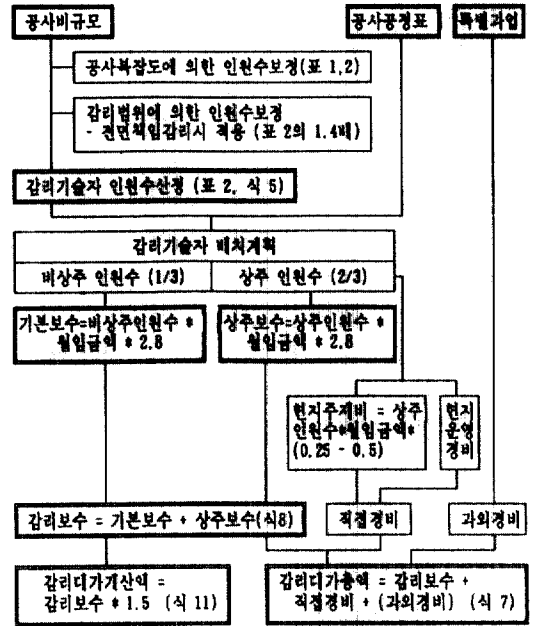 공사비규모
공사공정표
특별과업
공사복잡도에 의한 인원수보정(표 1,2)
감리범위에 의한 인원수보정
- 전면책임감리시 적용 (표 2의 1.4배)
감리기술자 인원수산정 (표 2, 식 5)
감리기술자 배치계획
비상주 인원수 (1/3)
상주 인원수 (2/3)
기본보수=비상주인원수 *
월임금액 * 2.8
상주보수=상주인원수 *
월임금액 * 2.8
현지주재비 = 상주
인원수*월임금액*
(0.25 - 0.5)
현지
운영
경비
감리보수 = 기본보수 + 상주보수(식8)
직접경비
과외경비
감리대가개산액 =
감리보수 * 1.5 (식 11)
감리대가총액 = 감리보수 +
직접경비 + (과외경비) (식 7)